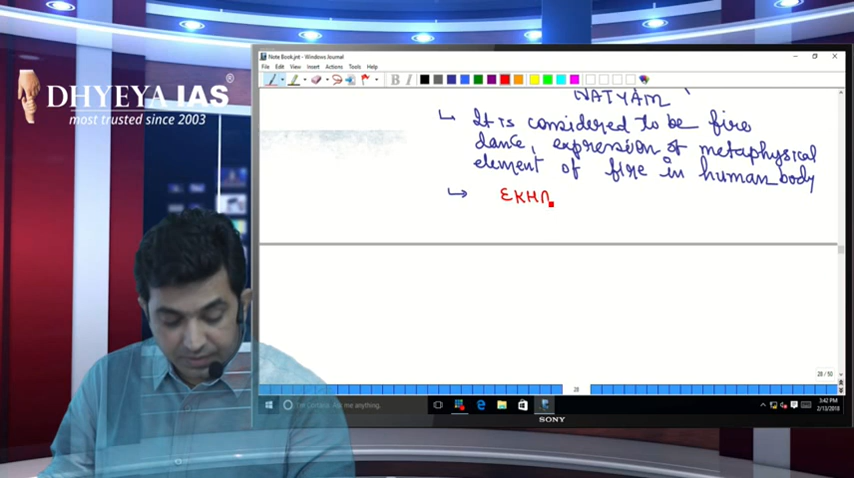 DHYEYA IAS®
most trusted since 2003
Note Book.jnt - Windows Journal
File Edit View Insert Actions Tools Help
NATYAM
It is considered to be fire
dance, expression of metaphysical
element of fire in human body
EKHA
28 / 50
28
3:42 PM
2/13/2018
SONY